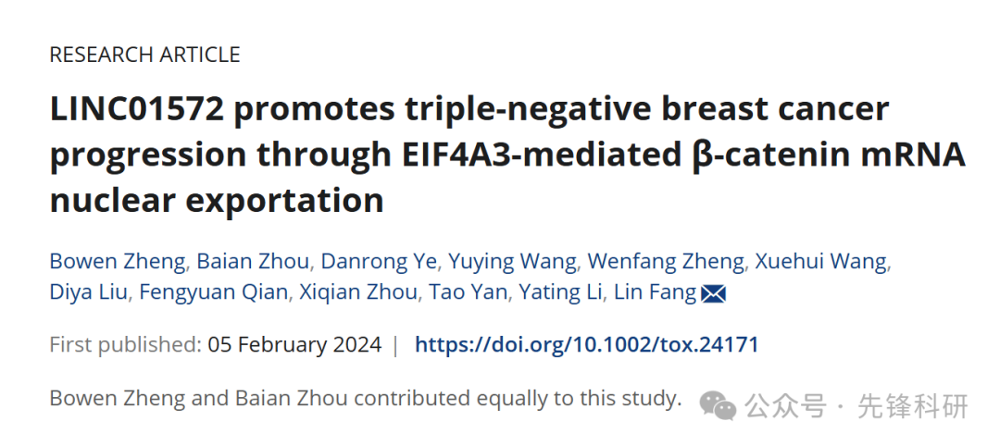 RESEARCH ARTICLE
LINC01572 promotes triple-negative breast cancer
progression through EIF4A3-mediated β-catenin mRNA
nuclear exportation
Bowen Zheng, Baian Zhou, Danrong Ye, Yuying Wang, Wenfang Zheng, Xuehui Wang,
Diya Liu, Fengyuan Qian, Xiqian Zhou, Tao Yan, Yating Li, Lin Fang
First published: 05 February 2024 | https://doi.org/10.1002/tox.24171
Bowen Zheng and Baian Zhou contributed equally to this study.
公众号 · 先锋科研